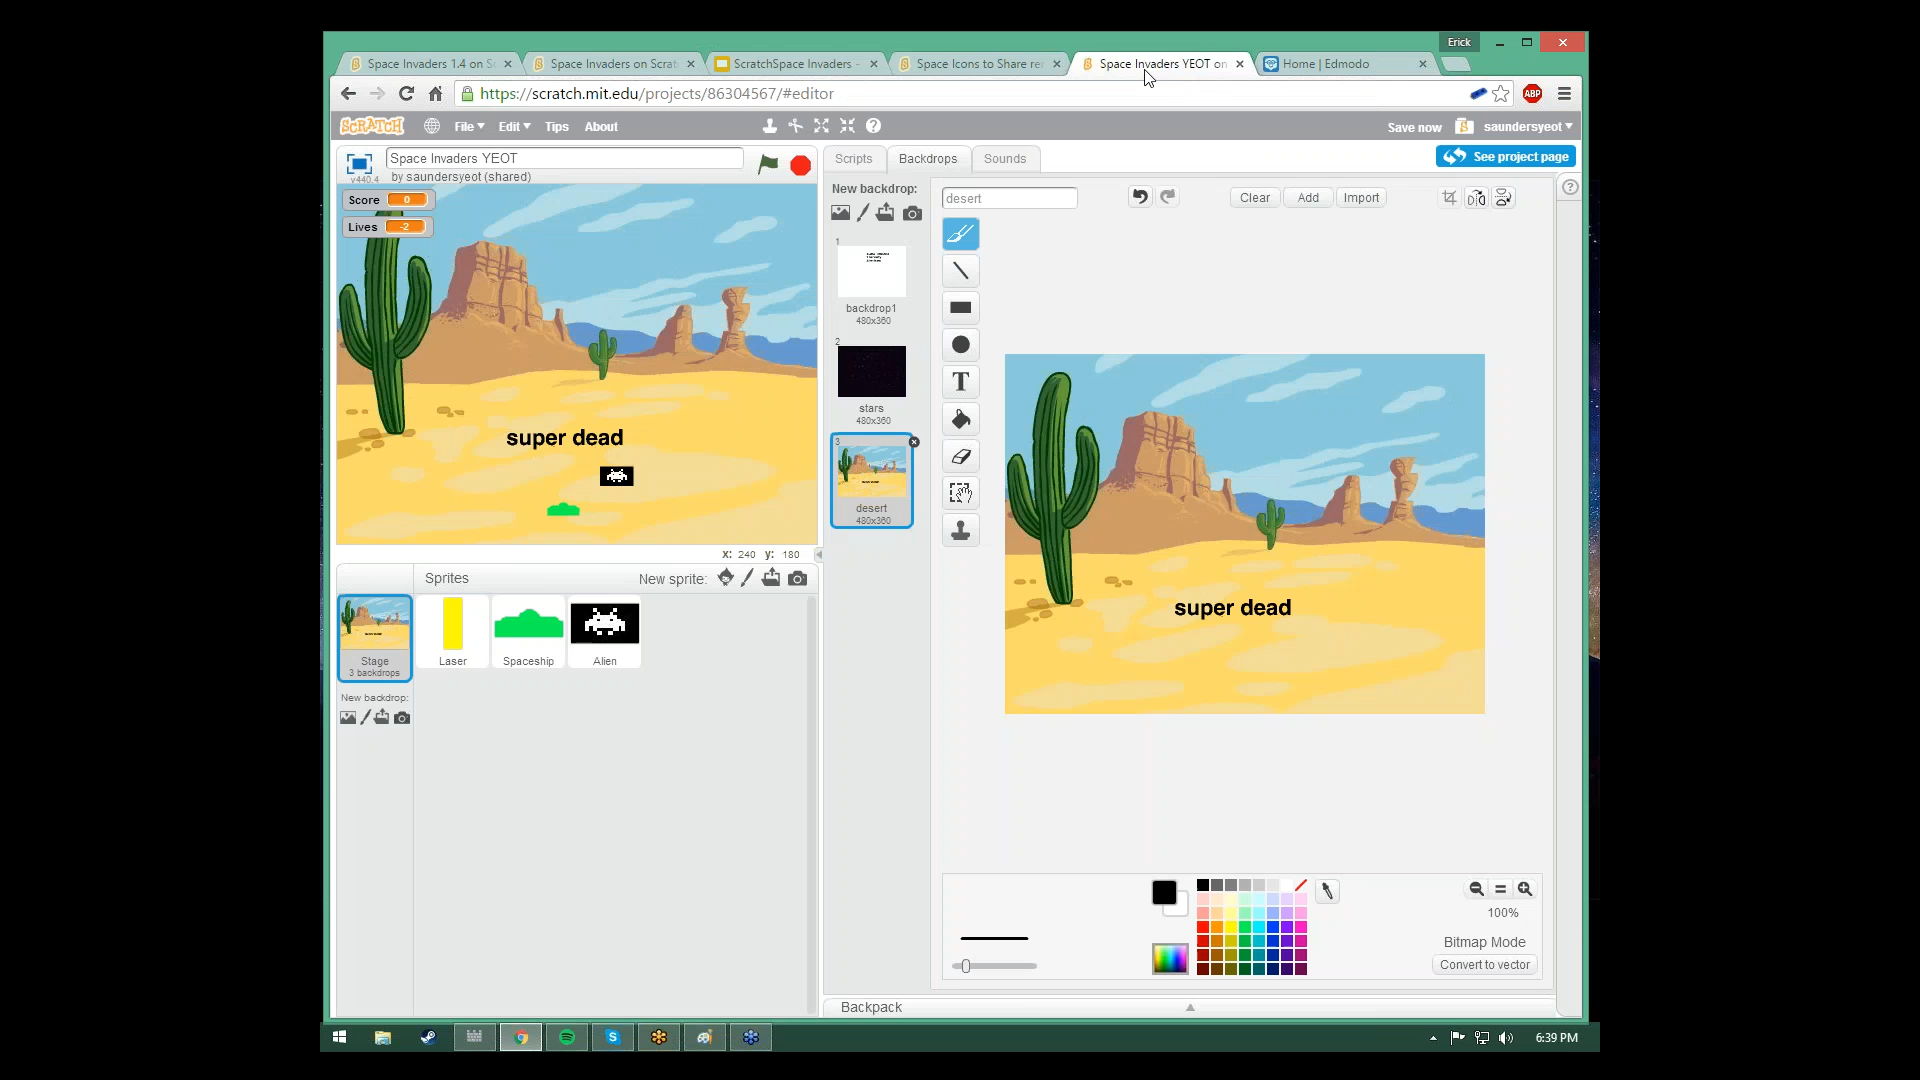 Erick
Space Invaders 1.4 on Sc
Space Invaders on Scrat
ScratchSpace Invaders -
Space Icons to Share re
Space Invaders YEOT on
Home | Edmodo
https://scratch.mit.edu/projects/86304567/#editor
ABP
SCRATCH
File
Edit
Tips
About
Save now
saundersyeot
Space Invaders YEOT
by saundersyeot (shared)
v440.4
Scripts
Backdrops
Sounds
See project page
Score 0
Lives -2
super dead
x: 240 y: 180
New backdrop:
1
backdrop1
480x360
2
stars
480x360
3
desert
480x360
desert
Clear
Add
Import
T
super dead
Sprites
New sprite:
Stage
3 backdrops
New backdrop:
Laser
Spaceship
Alien
100%
Bitmap Mode
Convert to vector
Backpack
6:39 PM